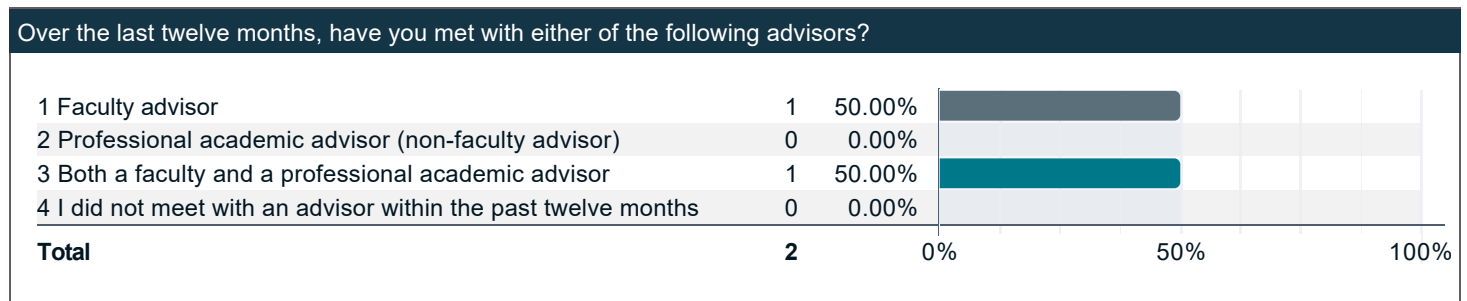 Over the last twelve months, have you met with either of the following advisors?
1 Faculty advisor 1 50.00%
2 Professional academic advisor (non-faculty advisor) 0 0.00%
3 Both a faculty and a professional academic advisor 1 50.00%
4 I did not meet with an advisor within the past twelve months 0 0.00%
Total 2 0% 50% 100%